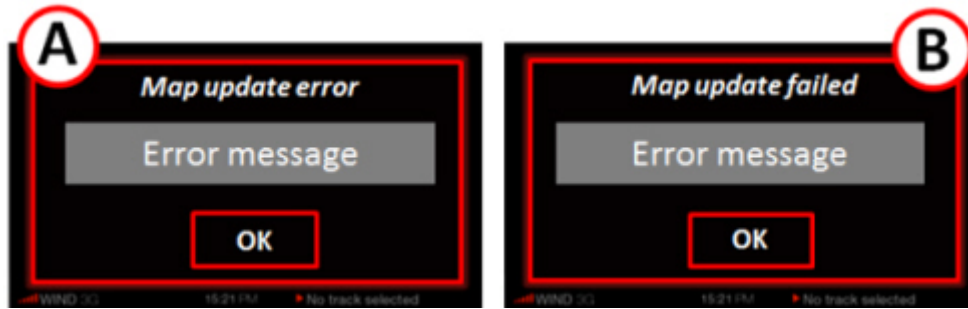 A
Map update error
Error message
OK
WIND 3G
15:21 PM
No track selected
B
Map update failed
Error message
OK
WIND 3G
15:21 PM
No track selected